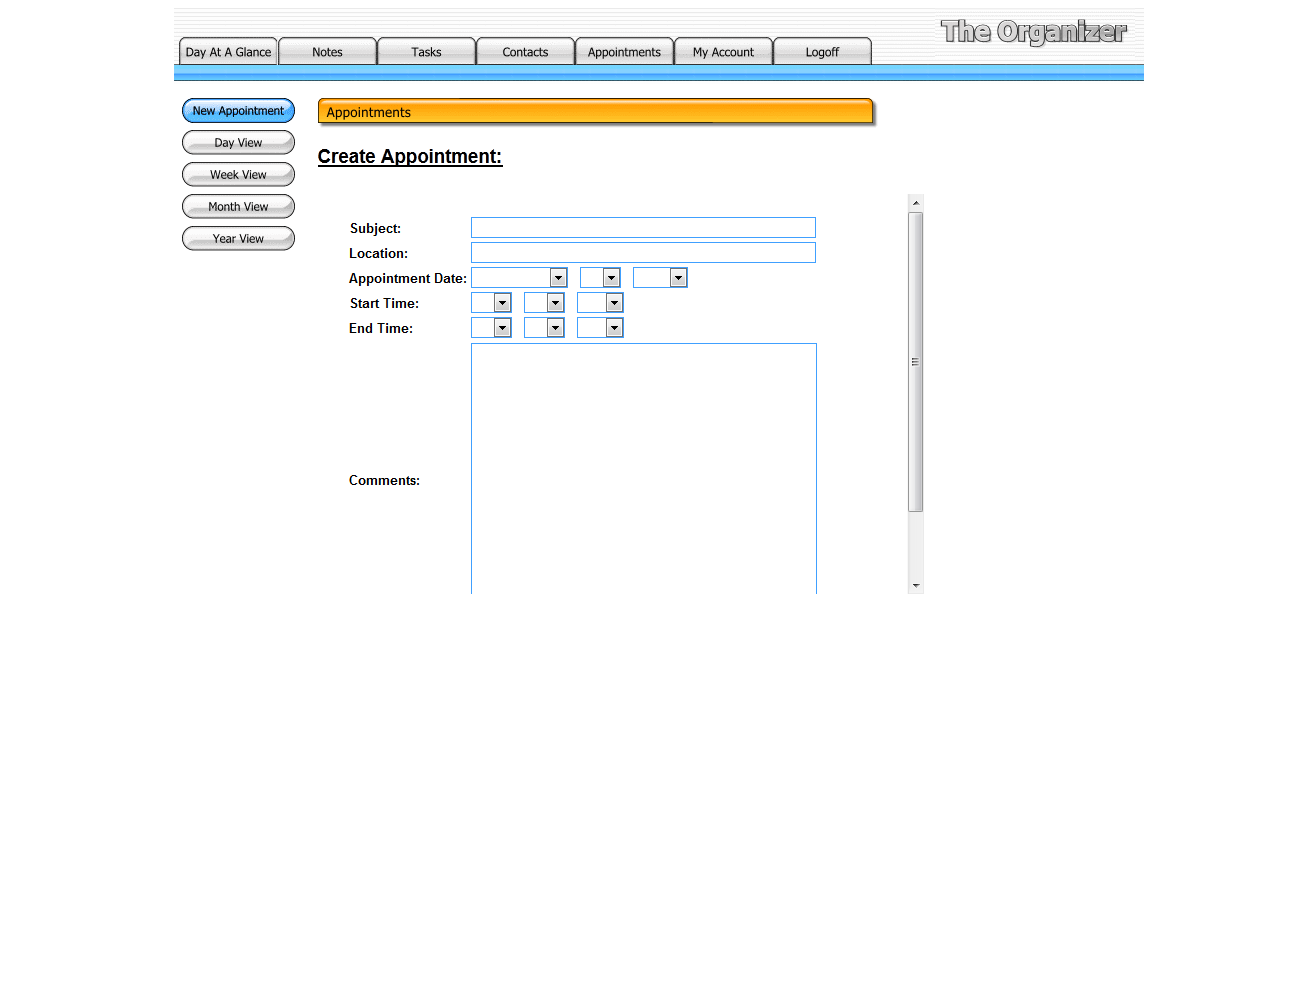 The Organizer
Day At A Glance Notes Tasks Contacts Appointments My Account Logoff
New Appointment
Day View
Week View
Month View
Year View
Appointments
Create Appointment:
Subject:
Location:
Appointment Date:
Start Time:
End Time:
Comments: